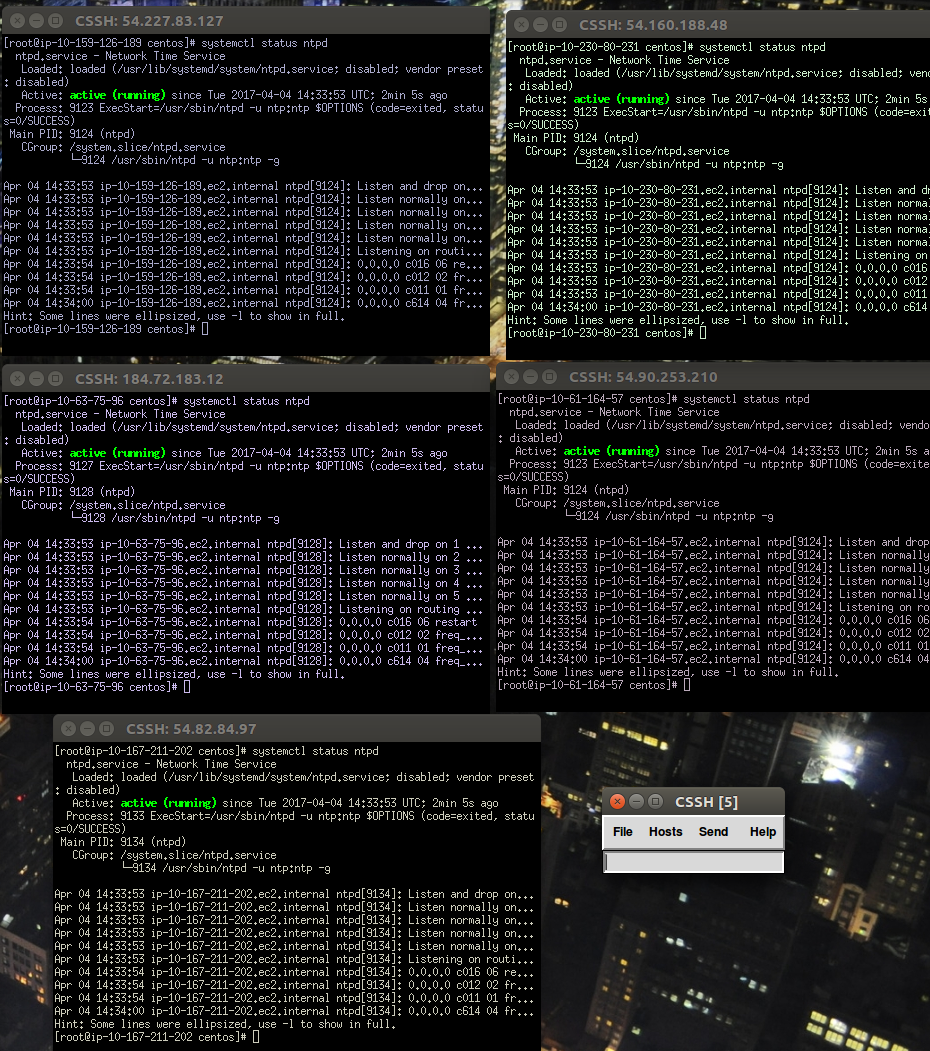 CSSH: 54.227.83.127
[root@ip-10-159-126-189 centos]# systemctl status ntpd
ntpd.service - Network Time Service
Loaded: loaded (/usr/lib/systemd/system/ntpd.service; disabled; vendor preset
: disabled)
Active: active (running) since Tue 2017-04-04 14:33:53 UTC; 2min 5s ago
Process: 9123 ExecStart=/usr/sbin/ntpd -u ntp:ntp $OPTIONS (code=exited, statu
s=0/SUCCESS)
Main PID: 9124 (ntpd)
CGroup: /system.slice/ntpd.service
└─9124 /usr/sbin/ntpd -u ntp:ntp -g
Apr 04 14:33:53 ip-10-159-126-189.ec2.internal ntpd[9124]: Listen and drop on...
Apr 04 14:33:53 ip-10-159-126-189.ec2.internal ntpd[9124]: Listen normally on...
Apr 04 14:33:53 ip-10-159-126-189.ec2.internal ntpd[9124]: Listen normally on...
Apr 04 14:33:53 ip-10-159-126-189.ec2.internal ntpd[9124]: Listen normally on...
Apr 04 14:33:53 ip-10-159-126-189.ec2.internal ntpd[9124]: Listen normally on...
Apr 04 14:33:53 ip-10-159-126-189.ec2.internal ntpd[9124]: Listening on routi...
Apr 04 14:33:54 ip-10-159-126-189.ec2.internal ntpd[9124]: 0.0.0.0 c016 06 re...
Apr 04 14:33:54 ip-10-159-126-189.ec2.internal ntpd[9124]: 0.0.0.0 c012 02 fr...
Apr 04 14:33:54 ip-10-159-126-189.ec2.internal ntpd[9124]: 0.0.0.0 c011 01 fr...
Apr 04 14:34:00 ip-10-159-126-189.ec2.internal ntpd[9124]: 0.0.0.0 c614 04 fr...
Hint: Some lines were ellipsized, use -l to show in full.
[root@ip-10-159-126-189 centos]#
CSSH: 54.160.188.48
[root@ip-10-230-80-231 centos]# systemctl status ntpd
ntpd.service - Network Time Service
Loaded: loaded (/usr/lib/systemd/system/ntpd.service; disabled; vend
: disabled)
Active: active (running) since Tue 2017-04-04 14:33:53 UTC; 2min 5s
Process: 9123 ExecStart=/usr/sbin/ntpd -u ntp:ntp $OPTIONS (code=exit
s=0/SUCCESS)
Main PID: 9124 (ntpd)
CGroup: /system.slice/ntpd.service
└─9124 /usr/sbin/ntpd -u ntp:ntp -g
Apr 04 14:33:53 ip-10-230-80-231.ec2.internal ntpd[9124]: Listen and d
Apr 04 14:33:53 ip-10-230-80-231.ec2.internal ntpd[9124]: Listen norma
Apr 04 14:33:53 ip-10-230-80-231.ec2.internal ntpd[9124]: Listen norma
Apr 04 14:33:53 ip-10-230-80-231.ec2.internal ntpd[9124]: Listen norma
Apr 04 14:33:53 ip-10-230-80-231.ec2.internal ntpd[9124]: Listen norma
Apr 04 14:33:53 ip-10-230-80-231.ec2.internal ntpd[9124]: Listening on
Apr 04 14:33:54 ip-10-230-80-231.ec2.internal ntpd[9124]: 0.0.0.0 c016
Apr 04 14:33:54 ip-10-230-80-231.ec2.internal ntpd[9124]: 0.0.0.0 c012
Apr 04 14:33:54 ip-10-230-80-231.ec2.internal ntpd[9124]: 0.0.0.0 c011
Apr 04 14:34:00 ip-10-230-80-231.ec2.internal ntpd[9124]: 0.0.0.0 c614
Hint: Some lines were ellipsized, use -l to show in full.
[root@ip-10-230-80-231 centos]#
CSSH: 184.72.183.12
[root@ip-10-63-75-96 centos]# systemctl status ntpd
ntpd.service - Network Time Service
Loaded: loaded (/usr/lib/systemd/system/ntpd.service; disabled; vendor preset
: disabled)
Active: active (running) since Tue 2017-04-04 14:33:53 UTC; 2min 5s ago
Process: 9127 ExecStart=/usr/sbin/ntpd -u ntp:ntp $OPTIONS (code=exited, statu
s=0/SUCCESS)
Main PID: 9128 (ntpd)
CGroup: /system.slice/ntpd.service
└─9128 /usr/sbin/ntpd -u ntp:ntp -g
Apr 04 14:33:53 ip-10-63-75-96.ec2.internal ntpd[9128]: Listen and drop on 1 ...
Apr 04 14:33:53 ip-10-63-75-96.ec2.internal ntpd[9128]: Listen normally on 2 ...
Apr 04 14:33:53 ip-10-63-75-96.ec2.internal ntpd[9128]: Listen normally on 3 ...
Apr 04 14:33:53 ip-10-63-75-96.ec2.internal ntpd[9128]: Listen normally on 4 ...
Apr 04 14:33:53 ip-10-63-75-96.ec2.internal ntpd[9128]: Listen normally on 5 ...
Apr 04 14:33:53 ip-10-63-75-96.ec2.internal ntpd[9128]: Listening on routing ...
Apr 04 14:33:54 ip-10-63-75-96.ec2.internal ntpd[9128]: 0.0.0.0 c016 06 restart
Apr 04 14:33:54 ip-10-63-75-96.ec2.internal ntpd[9128]: 0.0.0.0 c012 02 freq_...
Apr 04 14:33:54 ip-10-63-75-96.ec2.internal ntpd[9128]: 0.0.0.0 c011 01 freq_...
Apr 04 14:34:00 ip-10-63-75-96.ec2.internal ntpd[9128]: 0.0.0.0 c614 04 freq_...
Hint: Some lines were ellipsized, use -l to show in full.
[root@ip-10-63-75-96 centos]#
CSSH: 54.90.253.210
[root@ip-10-61-164-57 centos]# systemctl status ntpd
ntpd.service - Network Time Service
Loaded: loaded (/usr/lib/systemd/system/ntpd.service; disabled; vendo
: disabled)
Active: active (running) since Tue 2017-04-04 14:33:53 UTC; 2min 5s a
Process: 9123 ExecStart=/usr/sbin/ntpd -u ntp:ntp $OPTIONS (code=exite
s=0/SUCCESS)
Main PID: 9124 (ntpd)
CGroup: /system.slice/ntpd.service
└─9124 /usr/sbin/ntpd -u ntp:ntp -g
Apr 04 14:33:53 ip-10-61-164-57.ec2.internal ntpd[9124]: Listen and drop
Apr 04 14:33:53 ip-10-61-164-57.ec2.internal ntpd[9124]: Listen normally
Apr 04 14:33:53 ip-10-61-164-57.ec2.internal ntpd[9124]: Listen normally
Apr 04 14:33:53 ip-10-61-164-57.ec2.internal ntpd[9124]: Listen normally
Apr 04 14:33:53 ip-10-61-164-57.ec2.internal ntpd[9124]: Listen normally
Apr 04 14:33:53 ip-10-61-164-57.ec2.internal ntpd[9124]: Listening on ro
Apr 04 14:33:54 ip-10-61-164-57.ec2.internal ntpd[9124]: 0.0.0.0 c016 06
Apr 04 14:33:54 ip-10-61-164-57.ec2.internal ntpd[9124]: 0.0.0.0 c012 02
Apr 04 14:33:54 ip-10-61-164-57.ec2.internal ntpd[9124]: 0.0.0.0 c011 01
Apr 04 14:34:00 ip-10-61-164-57.ec2.internal ntpd[9124]: 0.0.0.0 c614 04
Hint: Some lines were ellipsized, use -l to show in full.
[root@ip-10-61-164-57 centos]#
CSSH: 54.82.84.97
[root@ip-10-167-211-202 centos]# systemctl status ntpd
ntpd.service - Network Time Service
Loaded: loaded (/usr/lib/systemd/system/ntpd.service; disabled; vendor preset
: disabled)
Active: active (running) since Tue 2017-04-04 14:33:53 UTC; 2min 5s ago
Process: 9133 ExecStart=/usr/sbin/ntpd -u ntp:ntp $OPTIONS (code=exited, statu
s=0/SUCCESS)
Main PID: 9134 (ntpd)
CGroup: /system.slice/ntpd.service
└─9134 /usr/sbin/ntpd -u ntp:ntp -g
Apr 04 14:33:53 ip-10-167-211-202.ec2.internal ntpd[9134]: Listen and drop on...
Apr 04 14:33:53 ip-10-167-211-202.ec2.internal ntpd[9134]: Listen normally on...
Apr 04 14:33:53 ip-10-167-211-202.ec2.internal ntpd[9134]: Listen normally on...
Apr 04 14:33:53 ip-10-167-211-202.ec2.internal ntpd[9134]: Listen normally on...
Apr 04 14:33:53 ip-10-167-211-202.ec2.internal ntpd[9134]: Listen normally on...
Apr 04 14:33:53 ip-10-167-211-202.ec2.internal ntpd[9134]: Listening on routi...
Apr 04 14:33:54 ip-10-167-211-202.ec2.internal ntpd[9134]: 0.0.0.0 c016 06 re...
Apr 04 14:33:54 ip-10-167-211-202.ec2.internal ntpd[9134]: 0.0.0.0 c012 02 fr...
Apr 04 14:33:54 ip-10-167-211-202.ec2.internal ntpd[9134]: 0.0.0.0 c011 01 fr...
Apr 04 14:34:00 ip-10-167-211-202.ec2.internal ntpd[9134]: 0.0.0.0 c614 04 fr...
Hint: Some lines were ellipsized, use -l to show in full.
[root@ip-10-167-211-202 centos]#
CSSH [5]
File Hosts Send Help